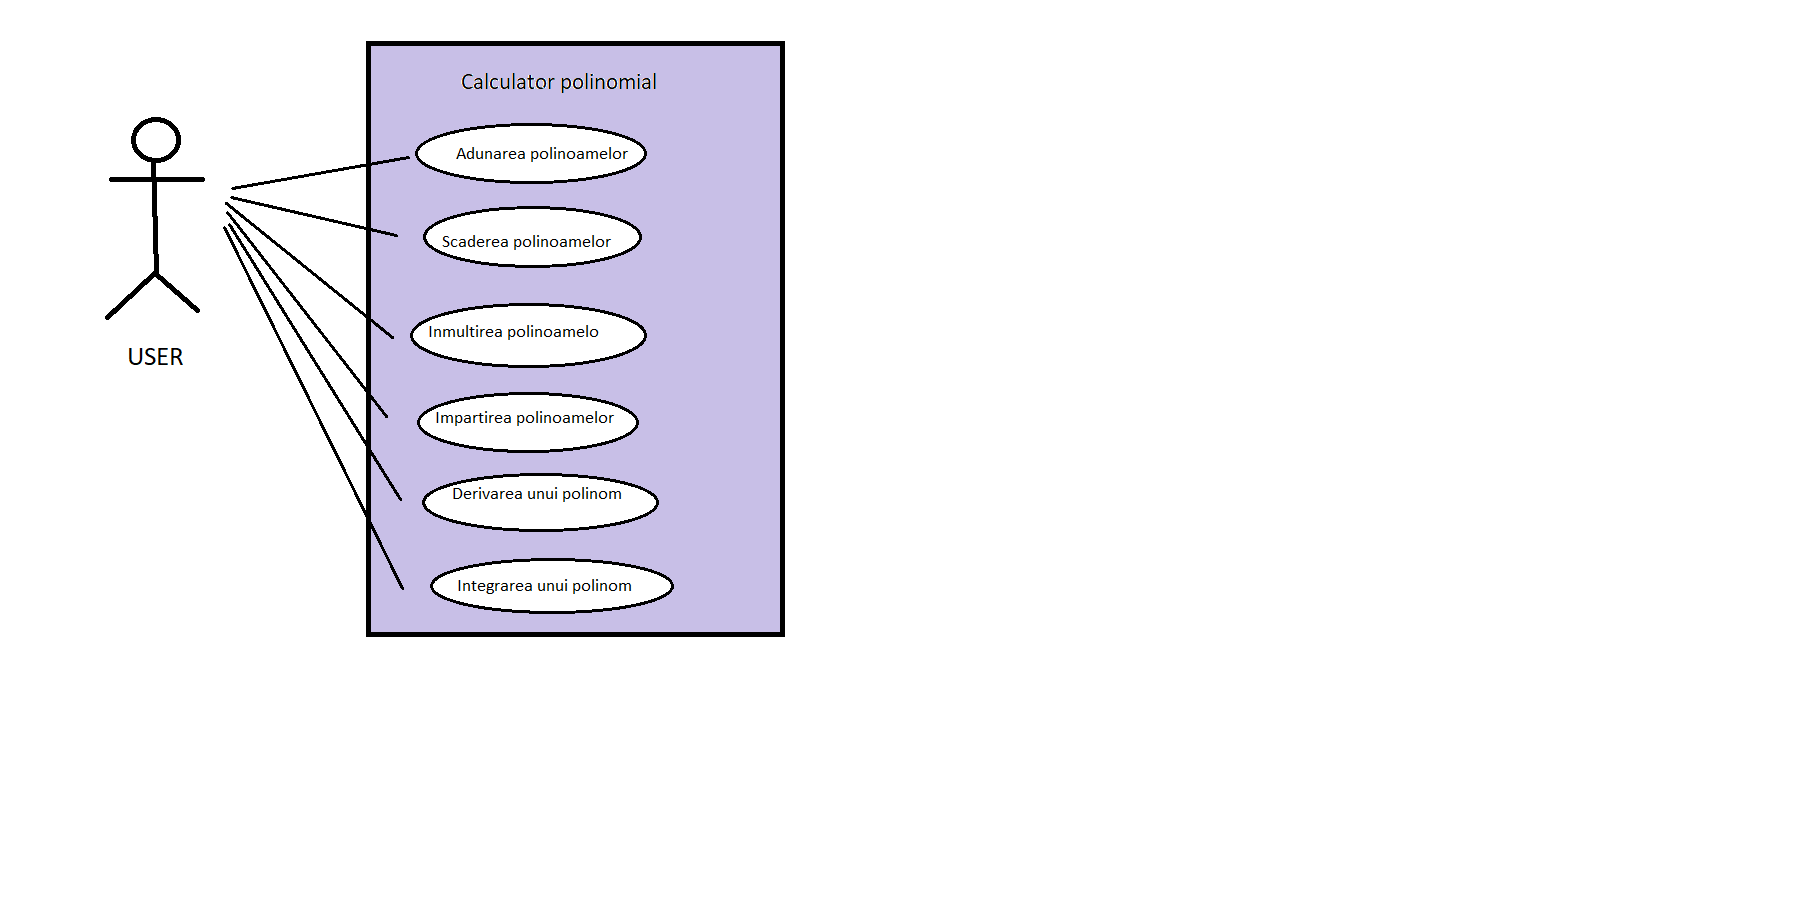 Calculator polinomial
Adunarea polinoamelor
Scaderea polinoamelor
Inmultirea polinoamelo
Impartirea polinoamelor
Derivarea unui polinom
Integrarea unui polinom
USER